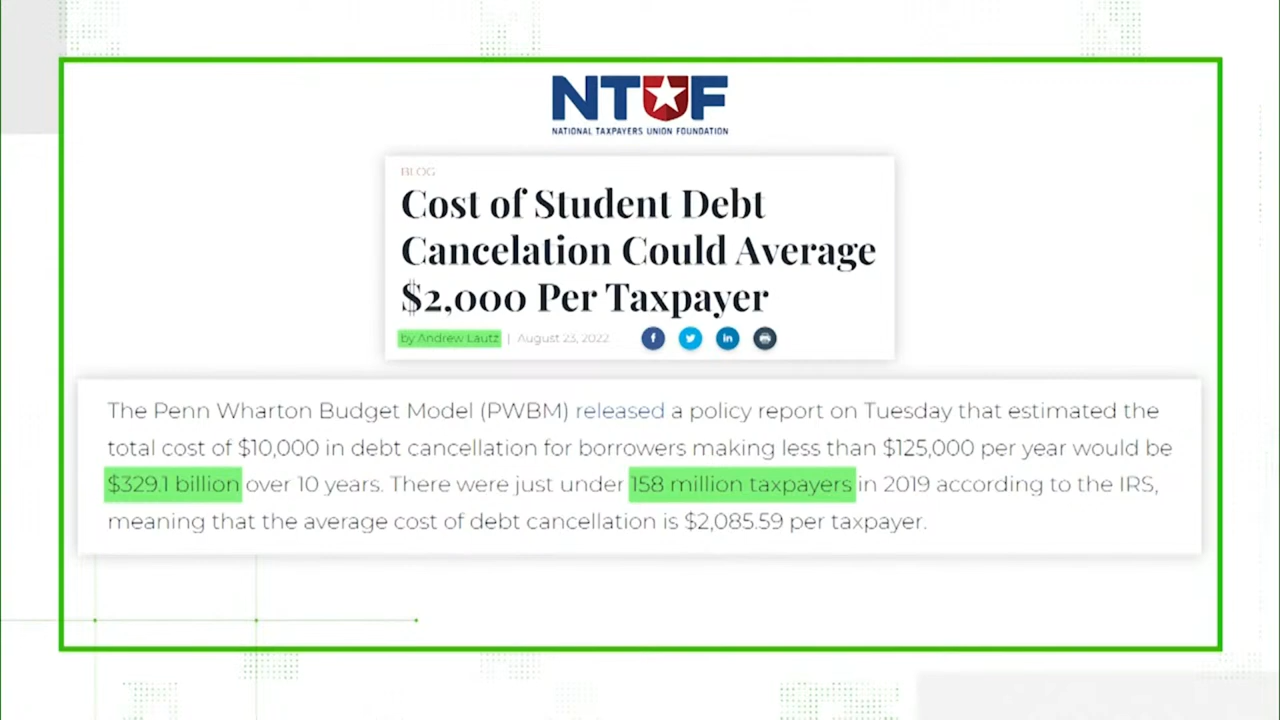 NTUF
NATIONAL TAXPAYERS UNION FOUNDATION
BLOG
Cost of Student Debt
Cancelation Could Average
$2,000 Per Taxpayer
by Andrew Lautz | August 23, 2022
The Penn Wharton Budget Model (PWBM) released a policy report on Tuesday that estimated the
total cost of $10,000 in debt cancellation for borrowers making less than $125,000 per year would be
$329.1 billion over 10 years. There were just under 158 million taxpayers in 2019 according to the IRS,
meaning that the average cost of debt cancellation is $2,085.59 per taxpayer.